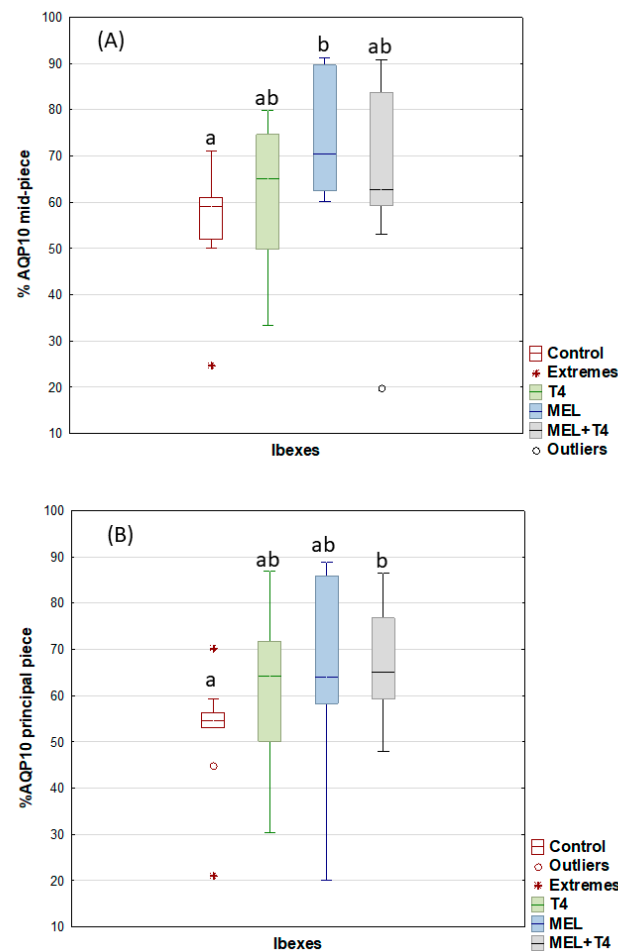 (A)
% AQP10 mid-piece
100
90
80
70
60
50
40
30
20
10
a
ab
b
ab
Ibexes
Control
Extremes
T4
MEL
MEL+T4
Outliers
(B)
%AQP10 principal piece
100
90
80
70
60
50
40
30
20
10
a
ab
ab
b
Ibexes
Control
Outliers
Extremes
T4
MEL
MEL+T4